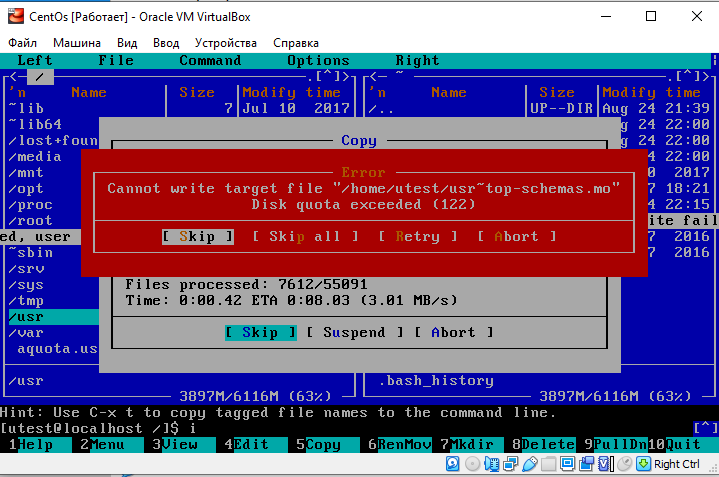 CentOs [Работает] - Oracle VM VirtualBox
Файл Машина Вид Ввод Устройства Справка
Left File Command Options Right
<- / .[^]> <- ~ .[^]>
'n Name Size Modify time 'n Name Size Modify time
~lib 7 Jul 10 2017 /.. UP--DIR Aug 24 21:39
~lib64 g 24 22:00
/lost+foun Copy g 24 22:00
/media g 24 22:00
/mnt Error 0 2017
/opt Cannot write target file "/home/utest/usr~top-schemas.mo" 7 18:21
/proc Disk quota exceeded (122) 4 22:15
/root ite fail
ed, user [ Skip ] [ Skip all ] [ Retry ] [ Abort ] 7 2016
~sbin 7 2016
/srv
/sys Files processed: 7612/55091
/tmp Time: 0:00.42 ETA 0:08.03 (3.01 MB/s)
/usr
/var [ Skip ] [ Suspend ] [ Abort ]
aquota.us
/usr .bash_history
3897M/6116M (63%) 3897M/6116M (63%)
Hint: Use C-x t to copy tagged file names to the command line.
[utest@localhost /]$ i [^]
1Help 2Menu 3View 4Edit 5Copy 6RenMov 7Mkdir 8Delete 9PullDn 10Quit
Right Ctrl